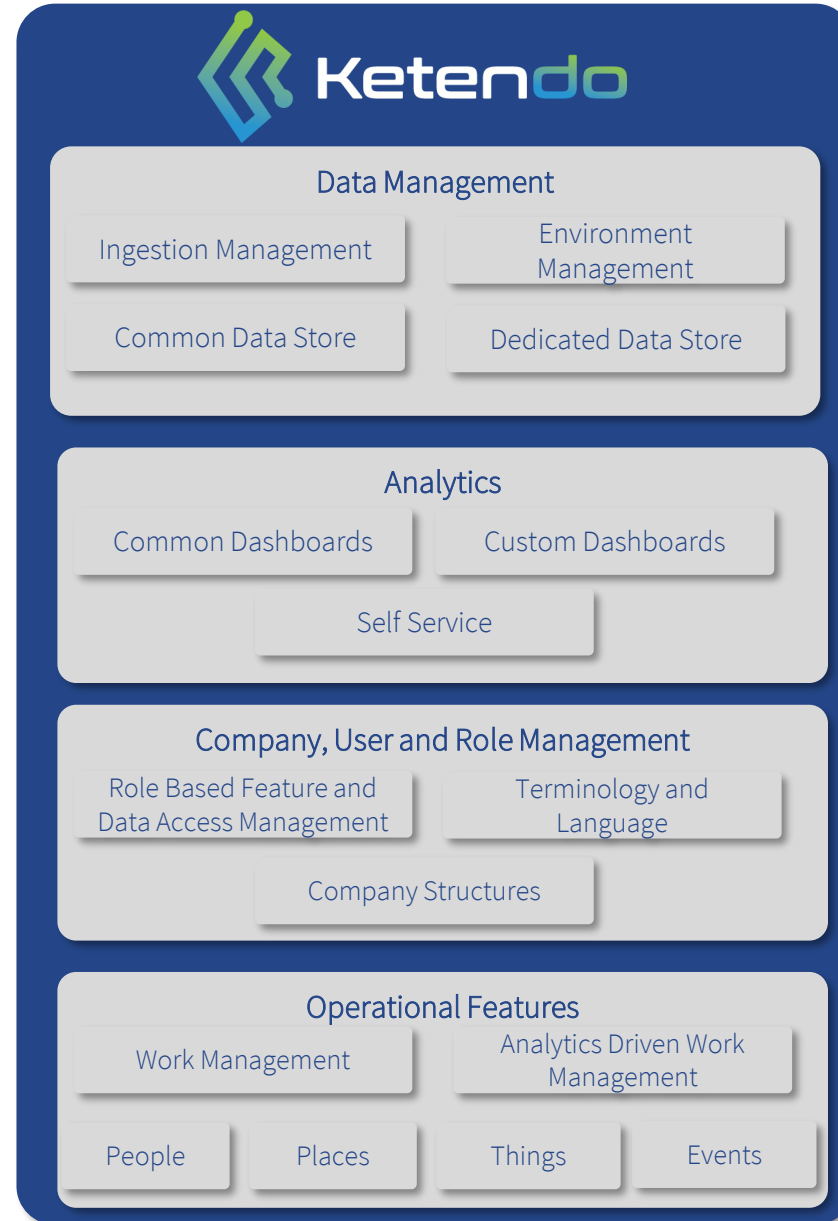 Ketendo
Data Management
Ingestion Management
Environment
Management
Common Data Store
Dedicated Data Store
Analytics
Common Dashboards
Custom Dashboards
Self Service
Company, User and Role Management
Role Based Feature and
Data Access Management
Terminology and
Language
Company Structures
Operational Features
Work Management
Analytics Driven Work
Management
People
Places
Things
Events